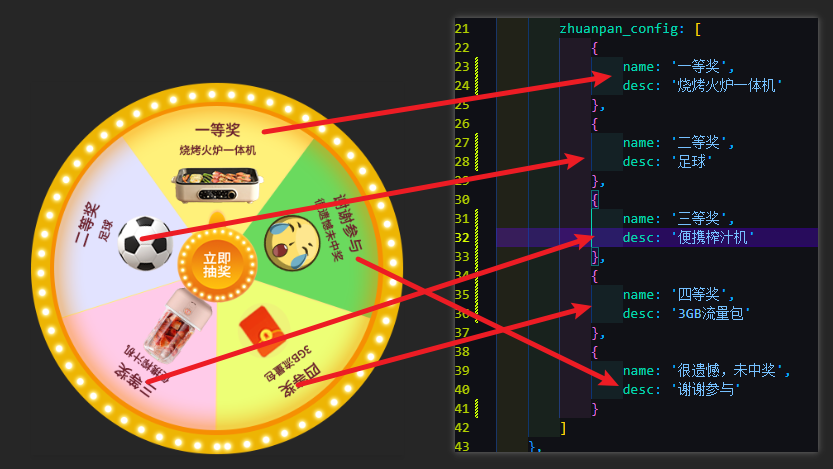 一等奖
烧烤火炉一体机
二等奖
足球
谢谢参与
很遗憾未中奖
立即
抽奖
三等奖
便携榨汁机
四等奖
3GB流量包
21 zhuanpan_config: [
22 {
23 name: '一等奖',
24 desc: '烧烤火炉一体机'
25 },
26 {
27 name: '二等奖',
28 desc: '足球'
29 },
30 {
31 name: '三等奖',
32 desc: '便携榨汁机'
33 },
34 {
35 name: '四等奖',
36 desc: '3GB流量包'
37 },
38 {
39 name: '很遗憾，未中奖',
40 desc: '谢谢参与'
41 }
42 ]
43 },